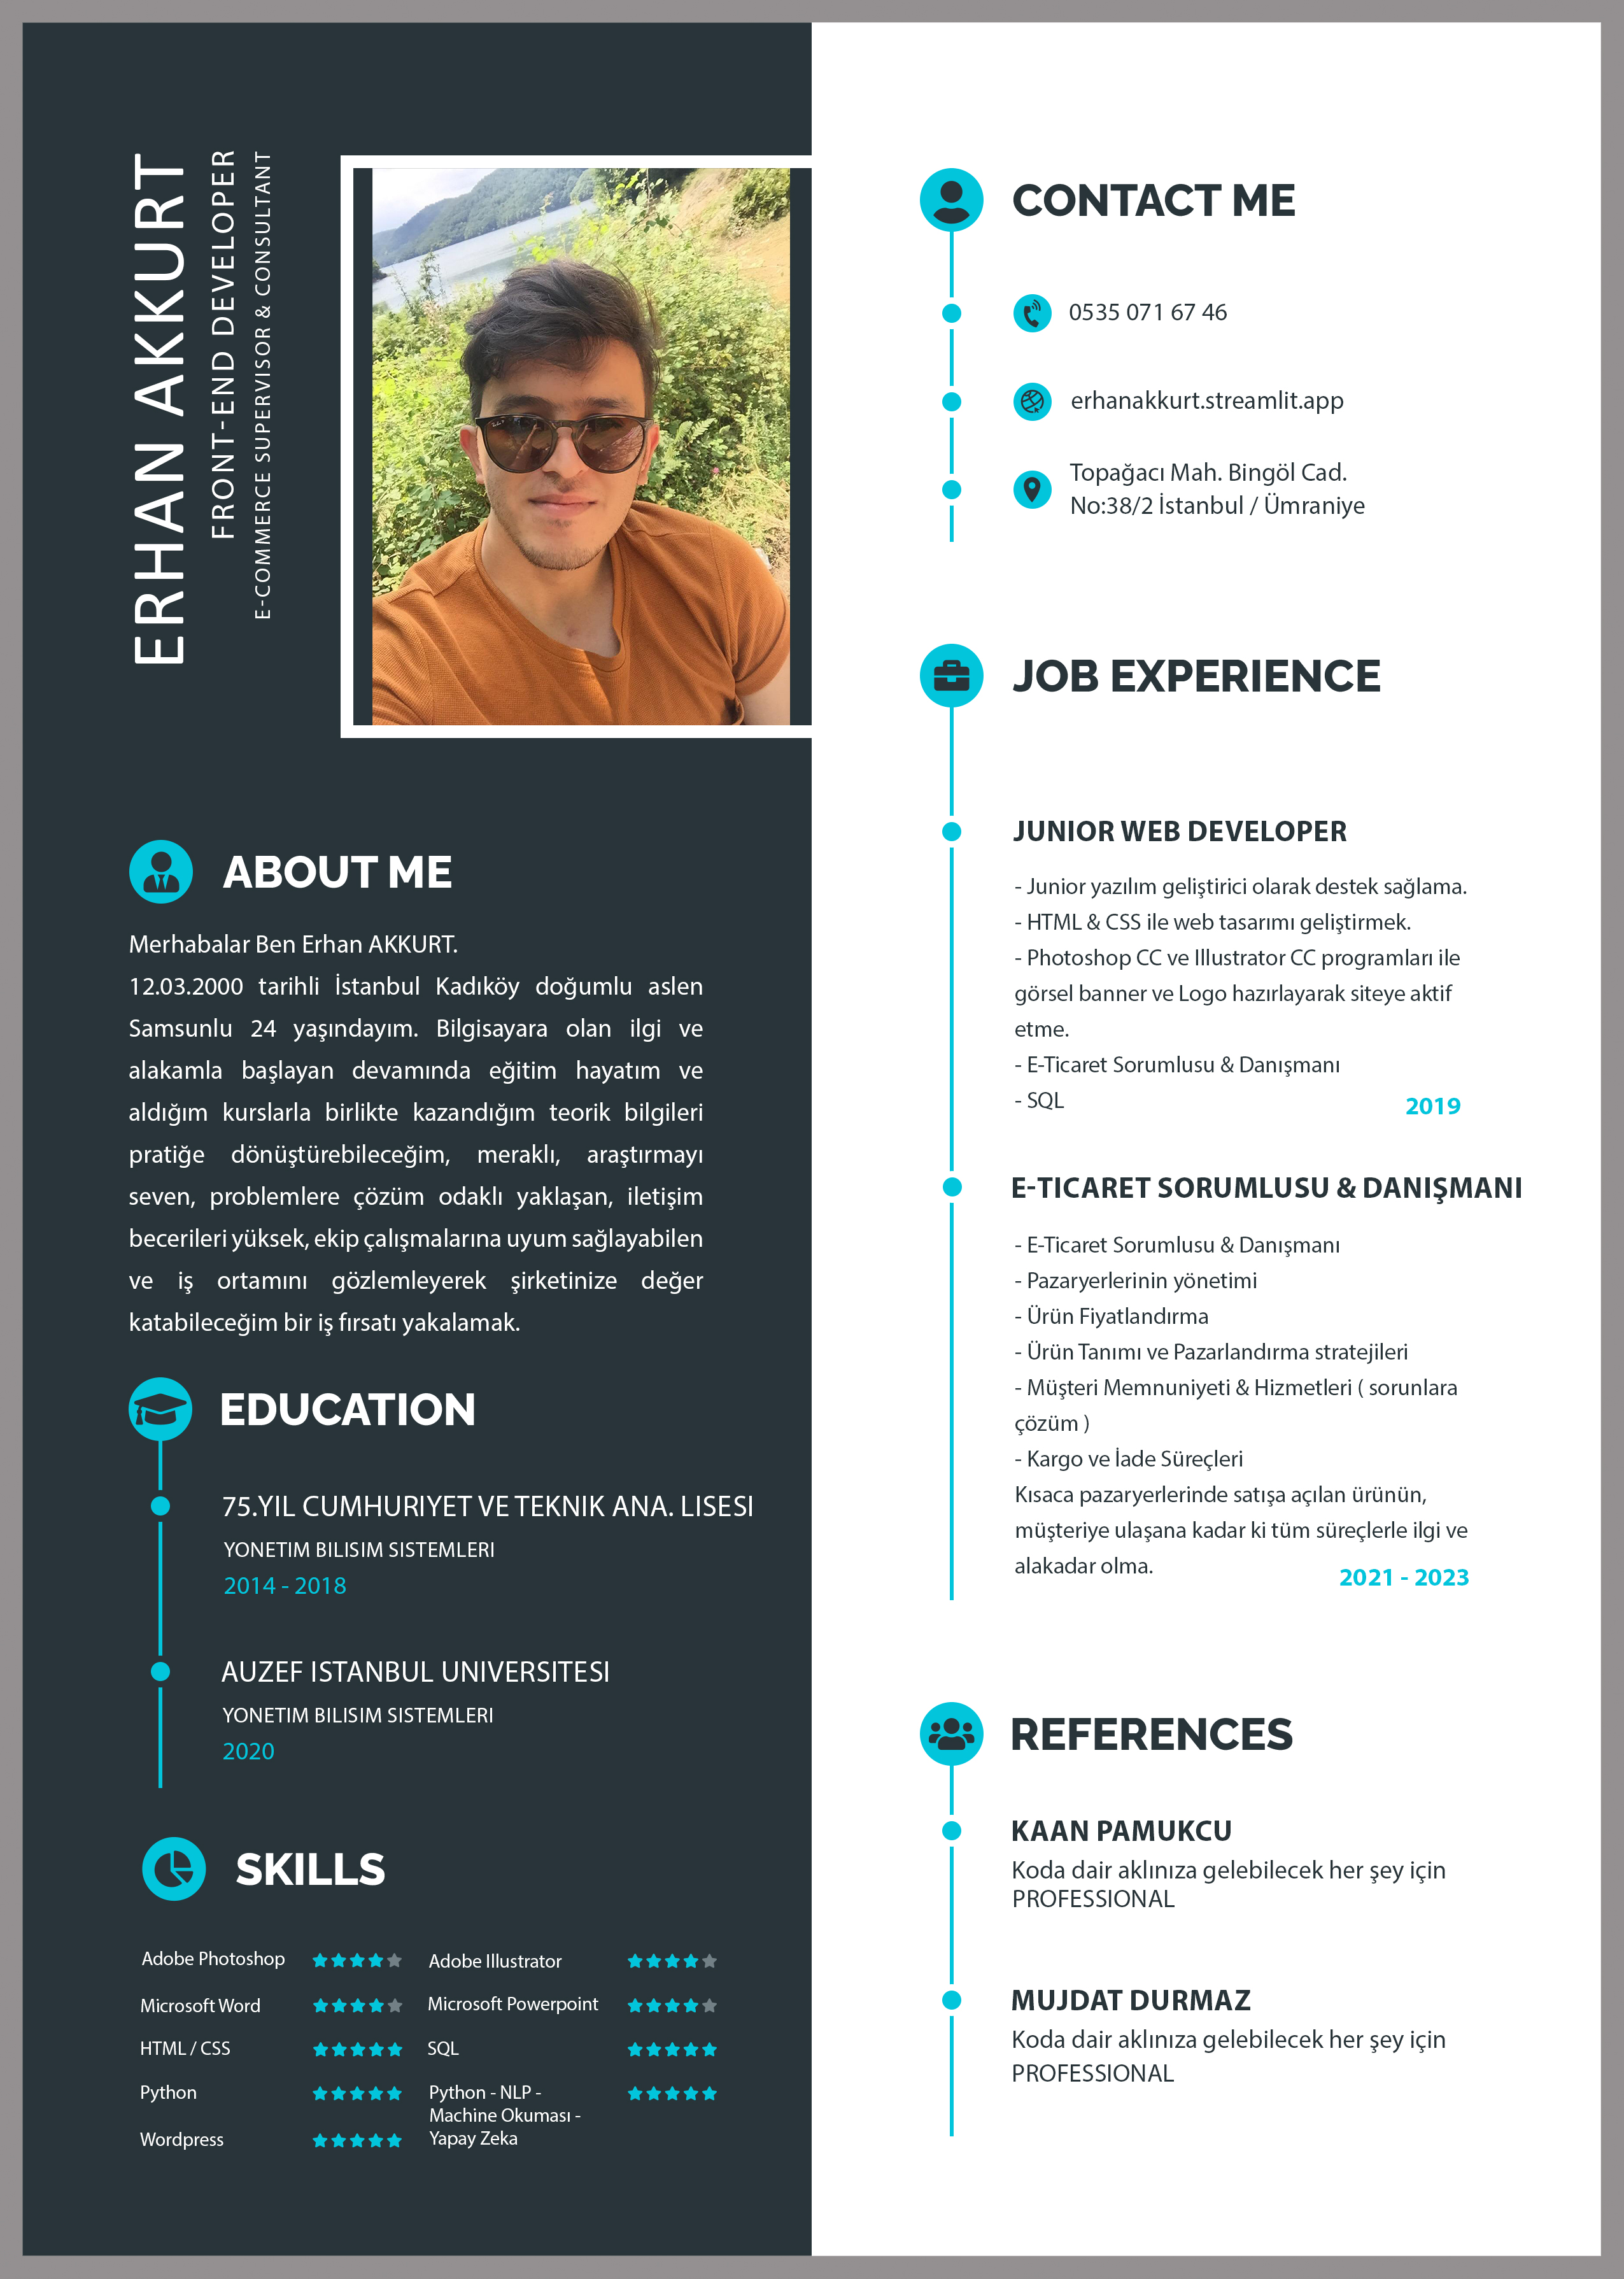 ERHAN AKKURT
FRONT-END DEVELOPER
E-COMMERCE SUPERVISOR & CONSULTANT
ABOUT ME
Merhabalar Ben Erhan AKKURT.
12.03.2000 tarihli İstanbul Kadıköy doğumlu aslen
Samsunlu 24 yaşındayım. Bilgisayara olan ilgi ve
alakamla başlayan devamında eğitim hayatım ve
aldığım kurslarla birlikte kazandığım teorik bilgileri
pratiğe dönüştürebileceğim, meraklı, araştırmayı
seven, problemlere çözüm odaklı yaklaşan, iletişim
becerileri yüksek, ekip çalışmalarına uyum sağlayabilen
ve iş ortamını gözlemleyerek şirketinize değer
katabileceğim bir iş fırsatı yakalamak.
EDUCATION
75.YIL CUMHURIYET VE TEKNIK ANA. LISESI
YONETIM BILISIM SISTEMLERI
2014 - 2018
AUZEF ISTANBUL UNIVERSITESI
YONETIM BILISIM SISTEMLERI
2020
SKILLS
Adobe Photoshop
Adobe Illustrator
Microsoft Word
Microsoft Powerpoint
HTML / CSS
SQL
Python
Python - NLP -
Machine Okuması -
Yapay Zeka
Wordpress
CONTACT ME
0535 071 67 46
erhanakkurt.streamlit.app
Topağacı Mah. Bingöl Cad.
No:38/2 İstanbul / Ümraniye
JOB EXPERIENCE
JUNIOR WEB DEVELOPER
- Junior yazılım geliştirici olarak destek sağlama.
- HTML & CSS ile web tasarımı geliştirmek.
- Photoshop CC ve Illustrator CC programları ile
görsel banner ve Logo hazırlayarak siteye aktif
etme.
- E-Ticaret Sorumlusu & Danışmanı
- SQL
2019
E-TICARET SORUMLUSU & DANIŞMANI
- E-Ticaret Sorumlusu & Danışmanı
- Pazaryerlerinin yönetimi
- Ürün Fiyatlandırma
- Ürün Tanımı ve Pazarlandırma stratejileri
- Müşteri Memnuniyeti & Hizmetleri ( sorunlara
çözüm )
- Kargo ve İade Süreçleri
Kısaca pazaryerlerinde satışa açılan ürünün,
müşteriye ulaşana kadar ki tüm süreçlerle ilgi ve
alakadar olma.
2021 - 2023
REFERENCES
KAAN PAMUKCU
Koda dair aklınıza gelebilecek her şey için
PROFESSIONAL
MUJDAT DURMAZ
Koda dair aklınıza gelebilecek her şey için
PROFESSIONAL